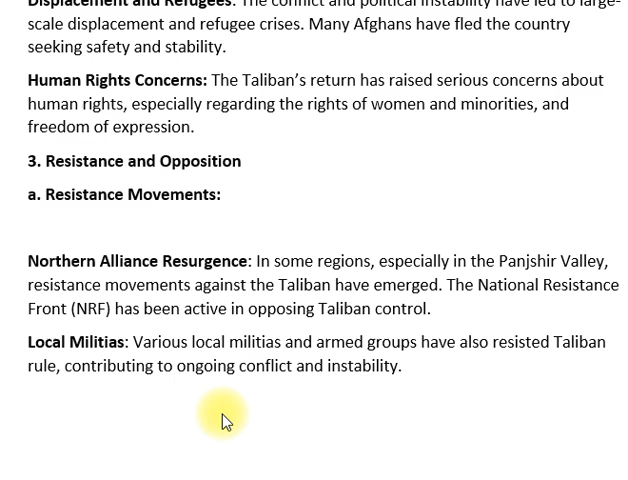 Displacement and Refugees: The conflict and political instability have led to large-
scale displacement and refugee crises. Many Afghans have fled the country
seeking safety and stability.
Human Rights Concerns: The Taliban’s return has raised serious concerns about
human rights, especially regarding the rights of women and minorities, and
freedom of expression.
3. Resistance and Opposition
a. Resistance Movements:
Northern Alliance Resurgence: In some regions, especially in the Panjshir Valley,
resistance movements against the Taliban have emerged. The National Resistance
Front (NRF) has been active in opposing Taliban control.
Local Militias: Various local militias and armed groups have also resisted Taliban
rule, contributing to ongoing conflict and instability.